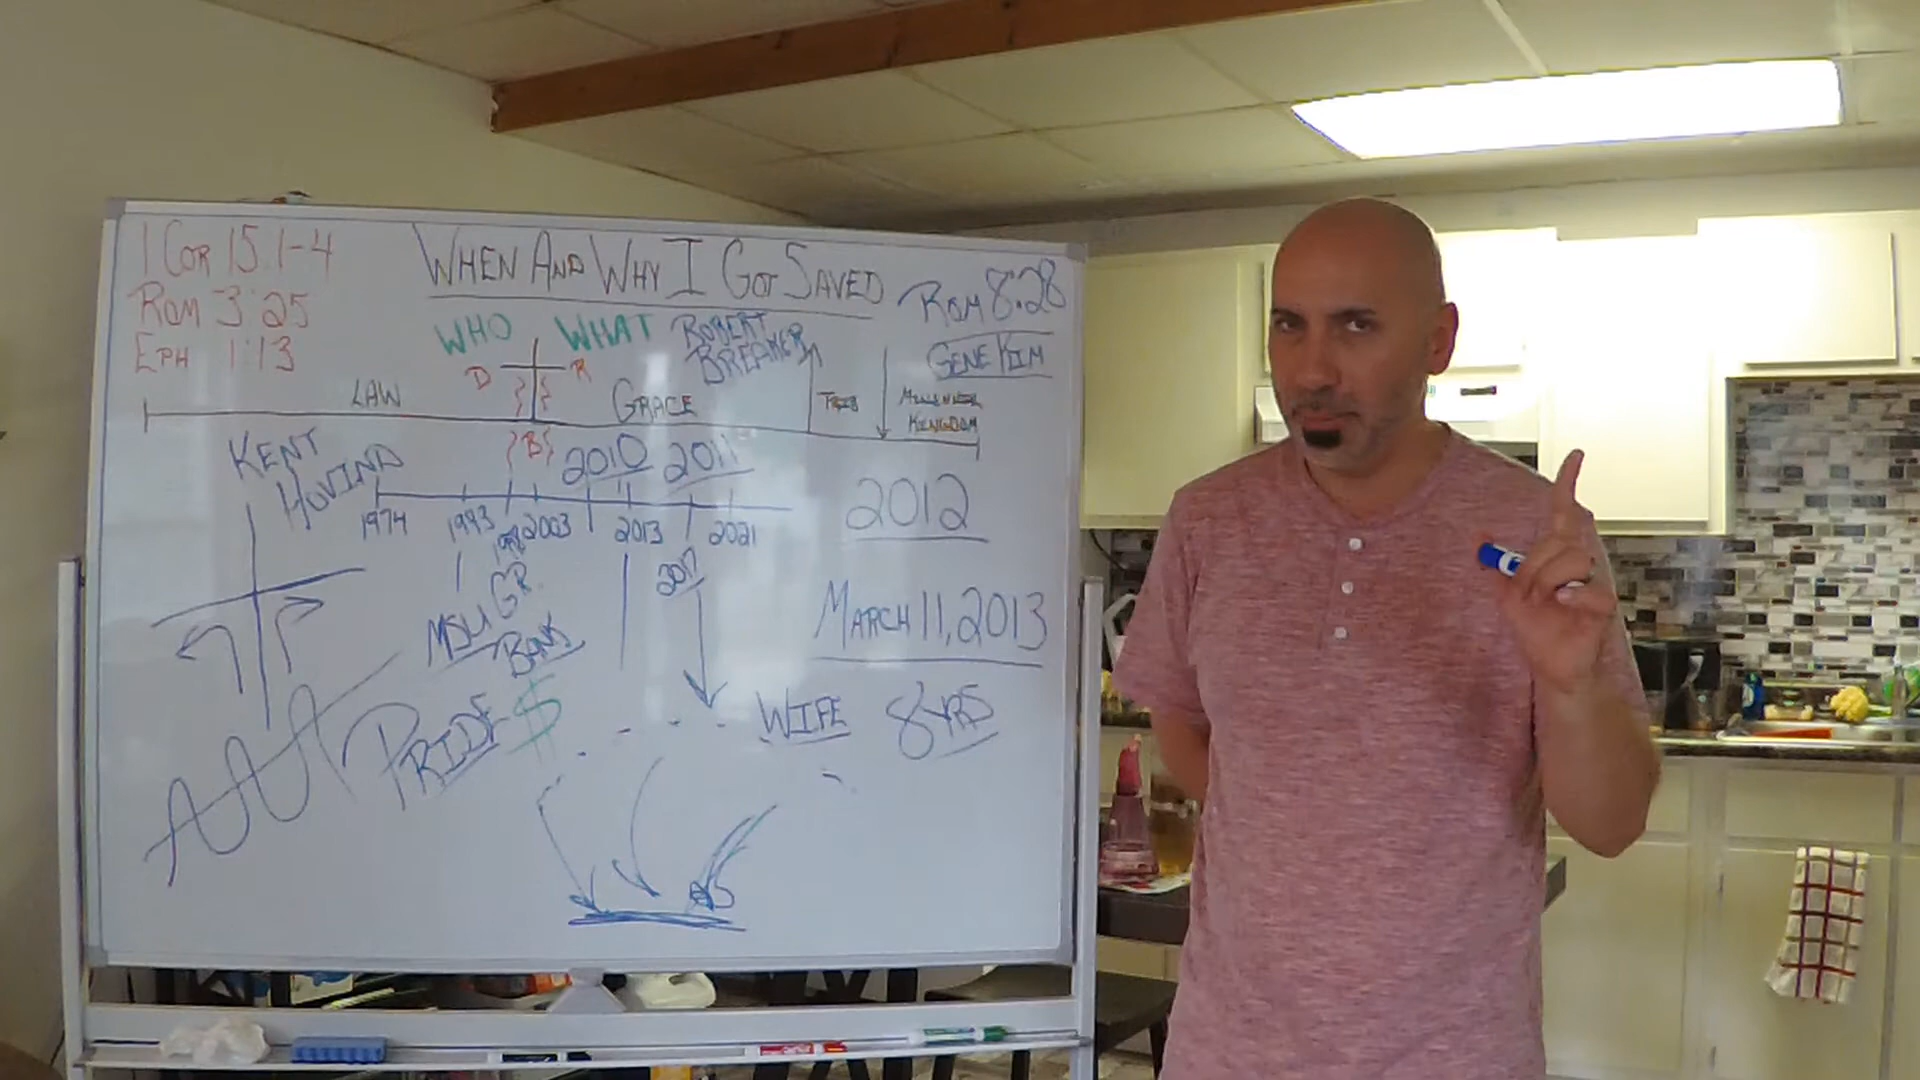 1 COR 15:1-4
ROM 3:25
EPH 1:13
WHEN AND WHY I GOT SAVED
ROM 8:28
GENE KIM
WHO WHAT
ROBERT
BREAKER
D R
LAW
GRACE
TRIB
MILLENNIAL
KINGDOM
B
KENT
HOVIND
2010 2011
1974 1993 1998 2003 2013 2021
2017
2012
MSU GR.
BANK
MARCH 11, 2013
PRIDE-$
WIFE 8 YRS